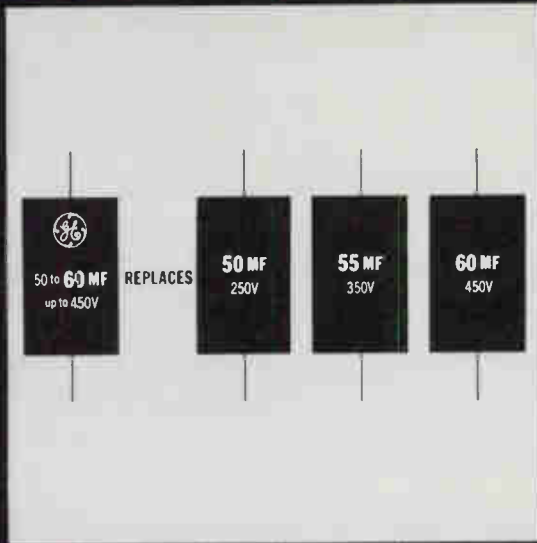 GE
50 to 60 MF
up to 450V
REPLACES
50 MF
250V
55 MF
350V
60 MF
450V